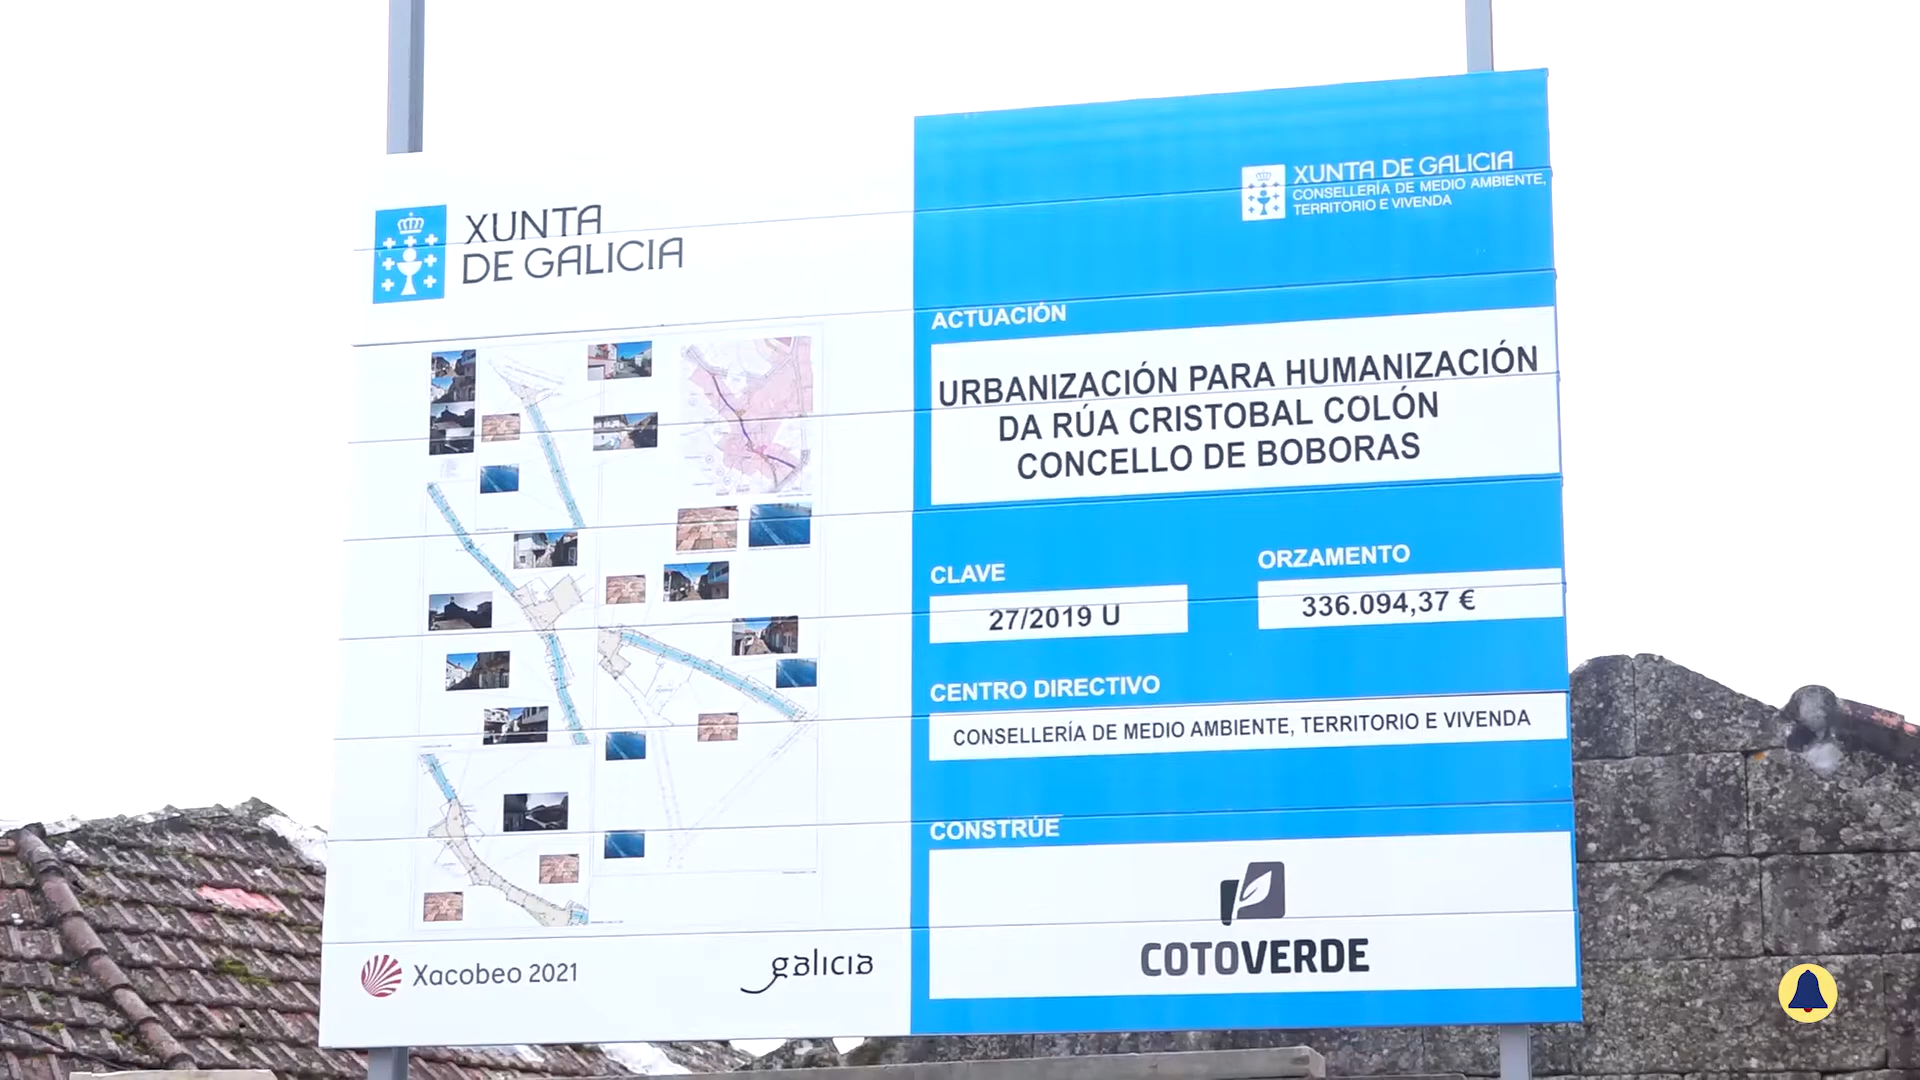 XUNTA
DE GALICIA
Xacobeo 2021
galicia
XUNTA DE GALICIA
CONSELLERÍA DE MEDIO AMBIENTE,
TERRITORIO E VIVENDA
ACTUACIÓN
URBANIZACIÓN PARA HUMANIZACIÓN
DA RÚA CRISTOBAL COLÓN
CONCELLO DE BOBORAS
CLAVE
27/2019 U
ORZAMENTO
336.094,37 €
CENTRO DIRECTIVO
CONSELLERÍA DE MEDIO AMBIENTE, TERRITORIO E VIVENDA
CONSTRÚE
COTOVERDE